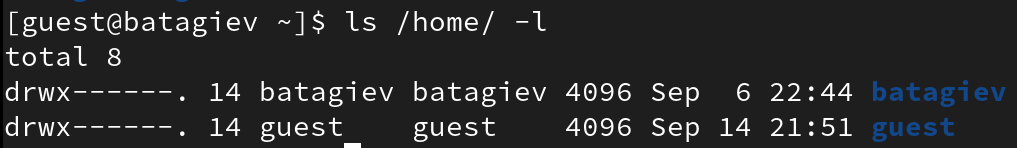 [guest@batagiev ~]$ ls /home/ -l
total 8
drwx------. 14 batagiev batagiev 4096 Sep  6 22:44 batagiev
drwx------. 14 guest    guest    4096 Sep 14 21:51 guest